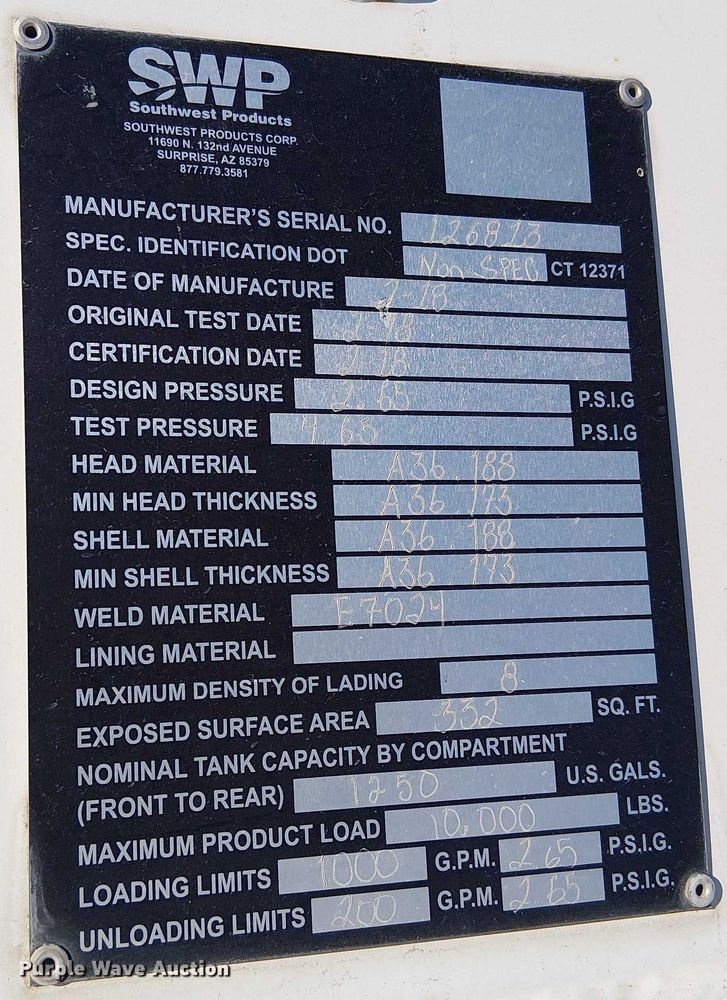 SWP
Southwest Products
SOUTHWEST PRODUCTS CORP.
11690 N. 132nd AVENUE
SURPRISE, AZ 85379
877.779.3581
MANUFACTURER'S SERIAL NO. 126813
SPEC. IDENTIFICATION DOT Non-SPEC CT 12371
DATE OF MANUFACTURE 2-18
ORIGINAL TEST DATE 2-18
CERTIFICATION DATE 2-18
DESIGN PRESSURE 2.65 P.S.I.G
TEST PRESSURE 4.65 P.S.I.G
HEAD MATERIAL A36 .188
MIN HEAD THICKNESS A36 .173
SHELL MATERIAL A36 .188
MIN SHELL THICKNESS A36 .173
WELD MATERIAL E7024
LINING MATERIAL
MAXIMUM DENSITY OF LADING 8
EXPOSED SURFACE AREA 332 SQ. FT.
NOMINAL TANK CAPACITY BY COMPARTMENT
(FRONT TO REAR) 1250 U.S. GALS.
MAXIMUM PRODUCT LOAD 10,000 LBS.
LOADING LIMITS 1000 G.P.M. 2.65 P.S.I.G.
UNLOADING LIMITS 200 G.P.M. 2.65 P.S.I.G.
Purple Wave Auction